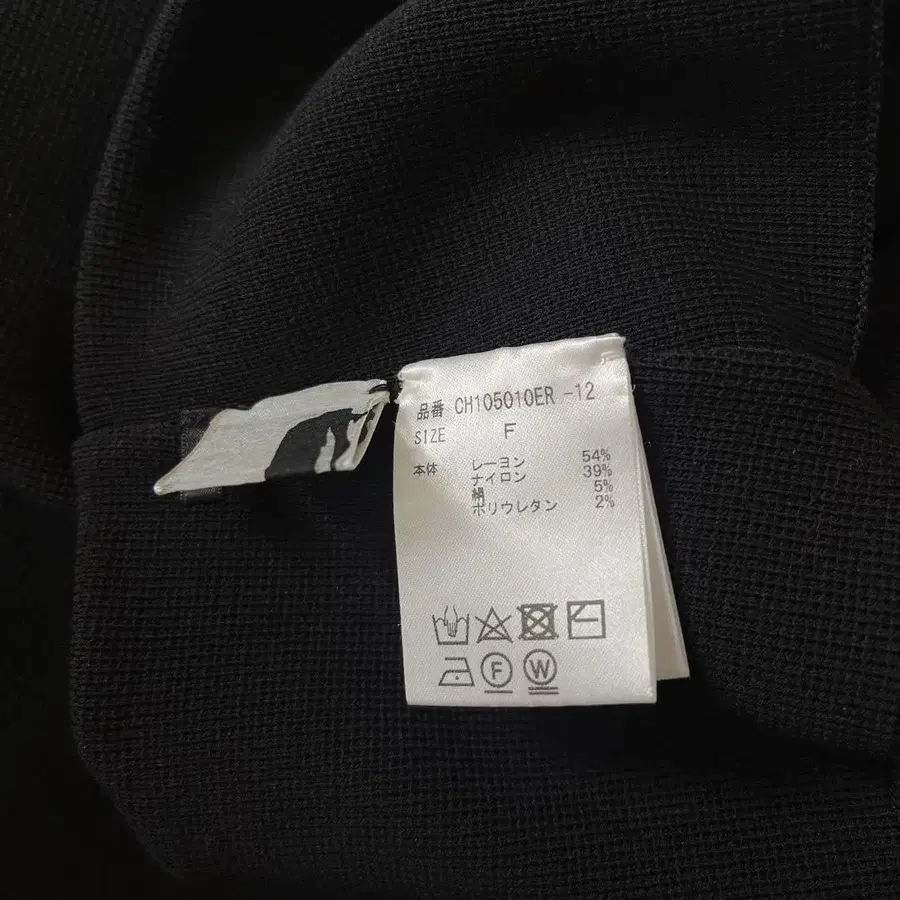 品番 CH105010ER -12
SIZE F
本体 レーヨン 54%
ナイロン 39%
絹 5%
ポリウレタン 2%
F W